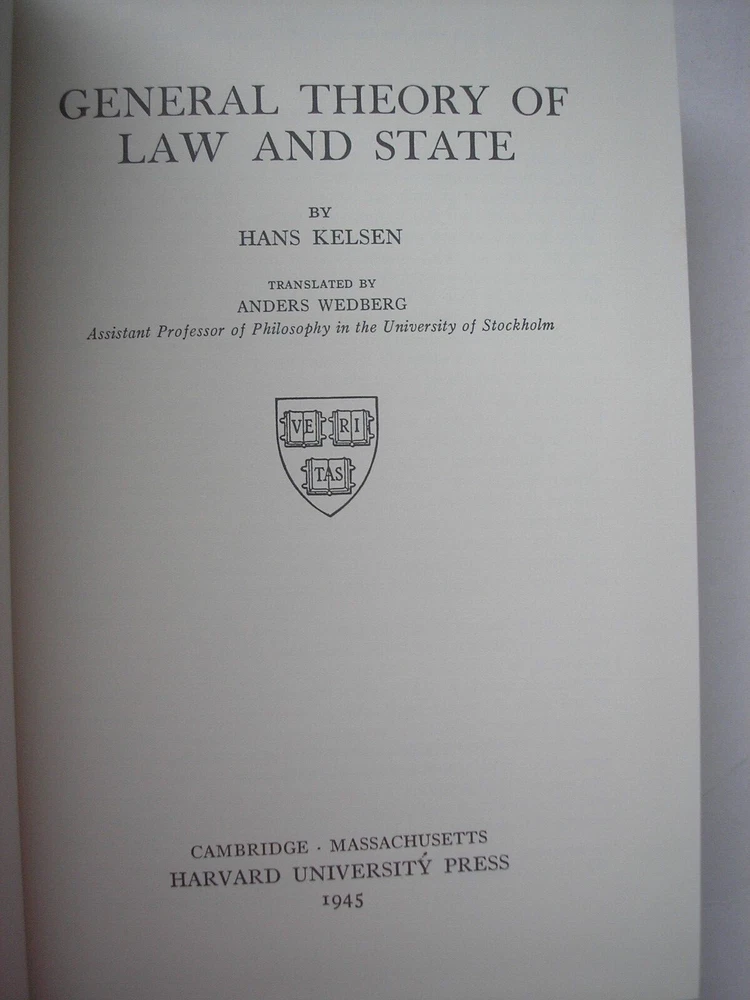 GENERAL THEORY OF
LAW AND STATE
BY
HANS KELSEN
TRANSLATED BY
ANDERS WEDBERG
Assistant Professor of Philosophy in the University of Stockholm
VE RI
TAS
CAMBRIDGE · MASSACHUSETTS
HARVARD UNIVERSITY PRESS
1945